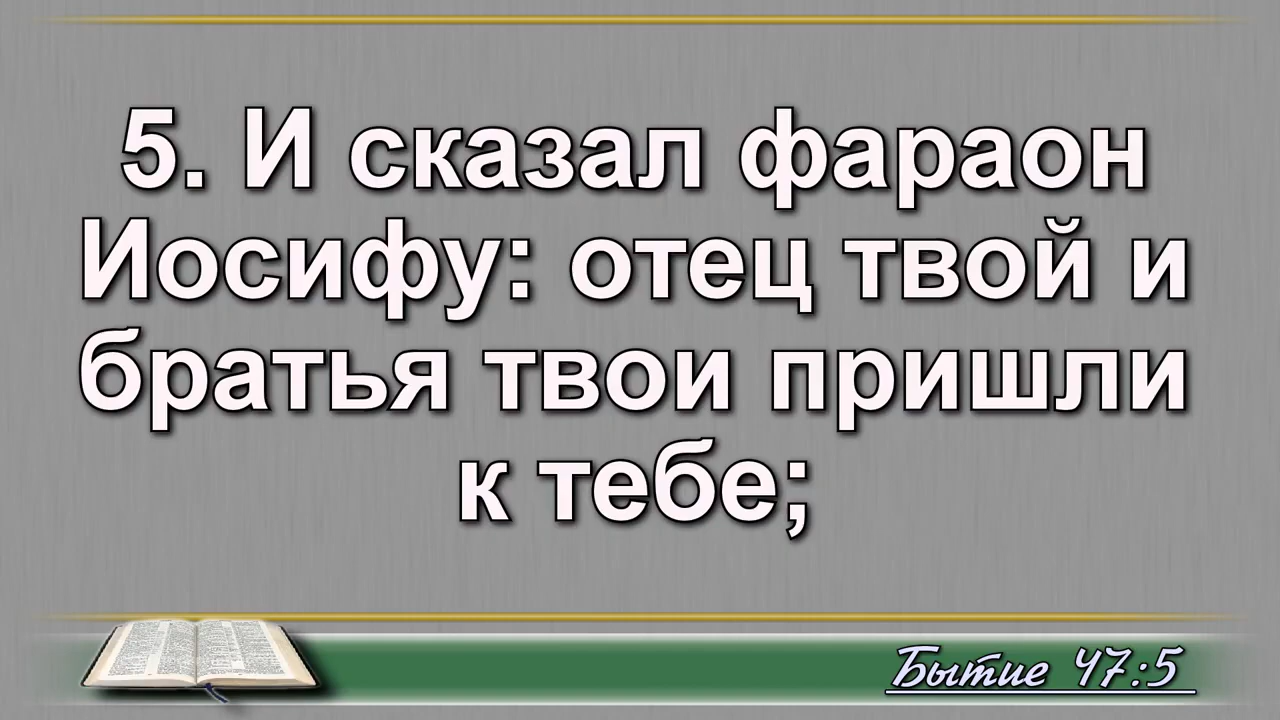 5. И сказал фараон
Иосифу: отец твой и
братья твои пришли
к тебе;
Бытие 47:5